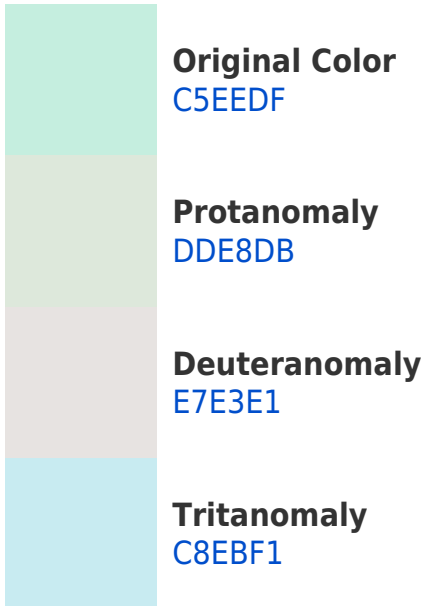 Original Color
C5EEDF
Protanomaly
DDE8DB
Deuteranomaly
E7E3E1
Tritanomaly
C8EBF1